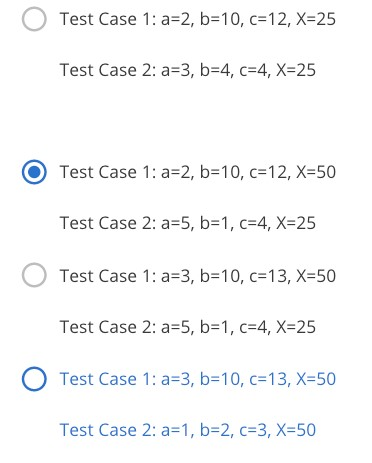 Test Case 1: a=2, b=10, c=12, X=25
Test Case 2: a=3, b=4, c=4, X=25
Test Case 1: a=2, b=10, c=12, X=50
Test Case 2: a=5, b=1, c=4, X=25
Test Case 1: a=3, b=10, c=13, X=50
Test Case 2: a=5, b=1, c=4, X=25
Test Case 1: a=3, b=10, c=13, X=50
Test Case 2: a=1, b=2, c=3, X=50